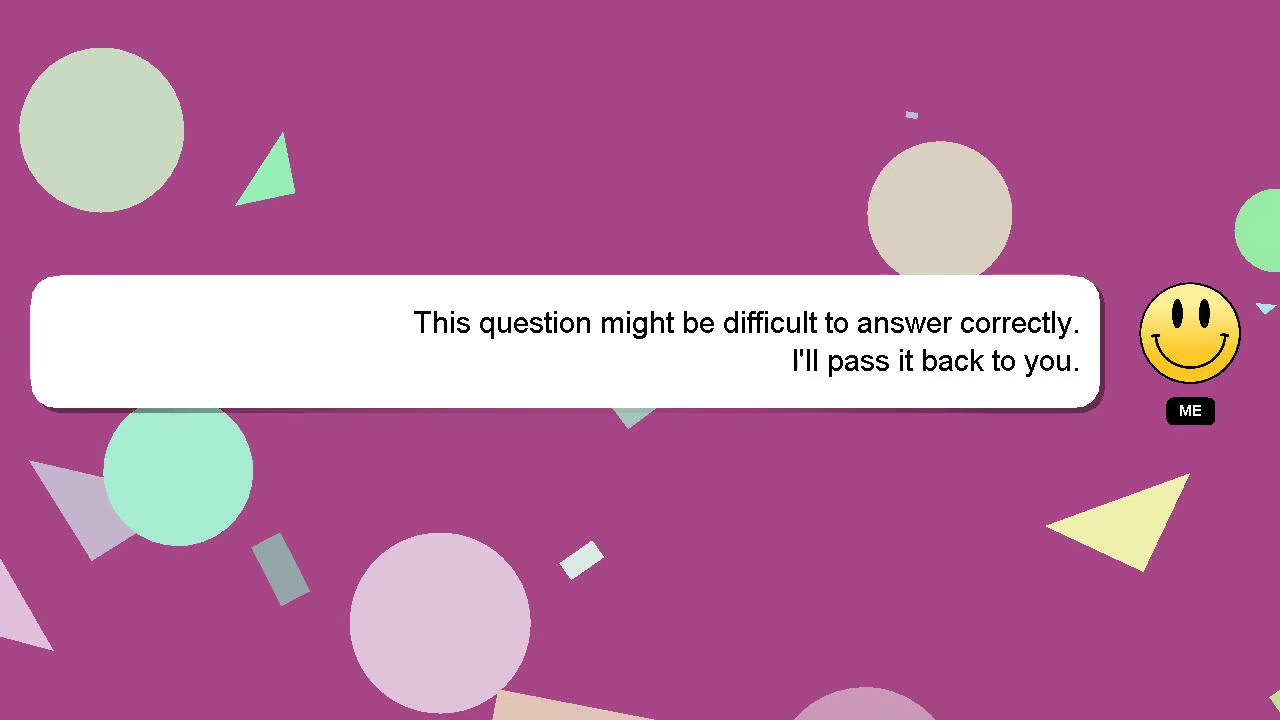 This question might be difficult to answer correctly.
I'll pass it back to you.
ME